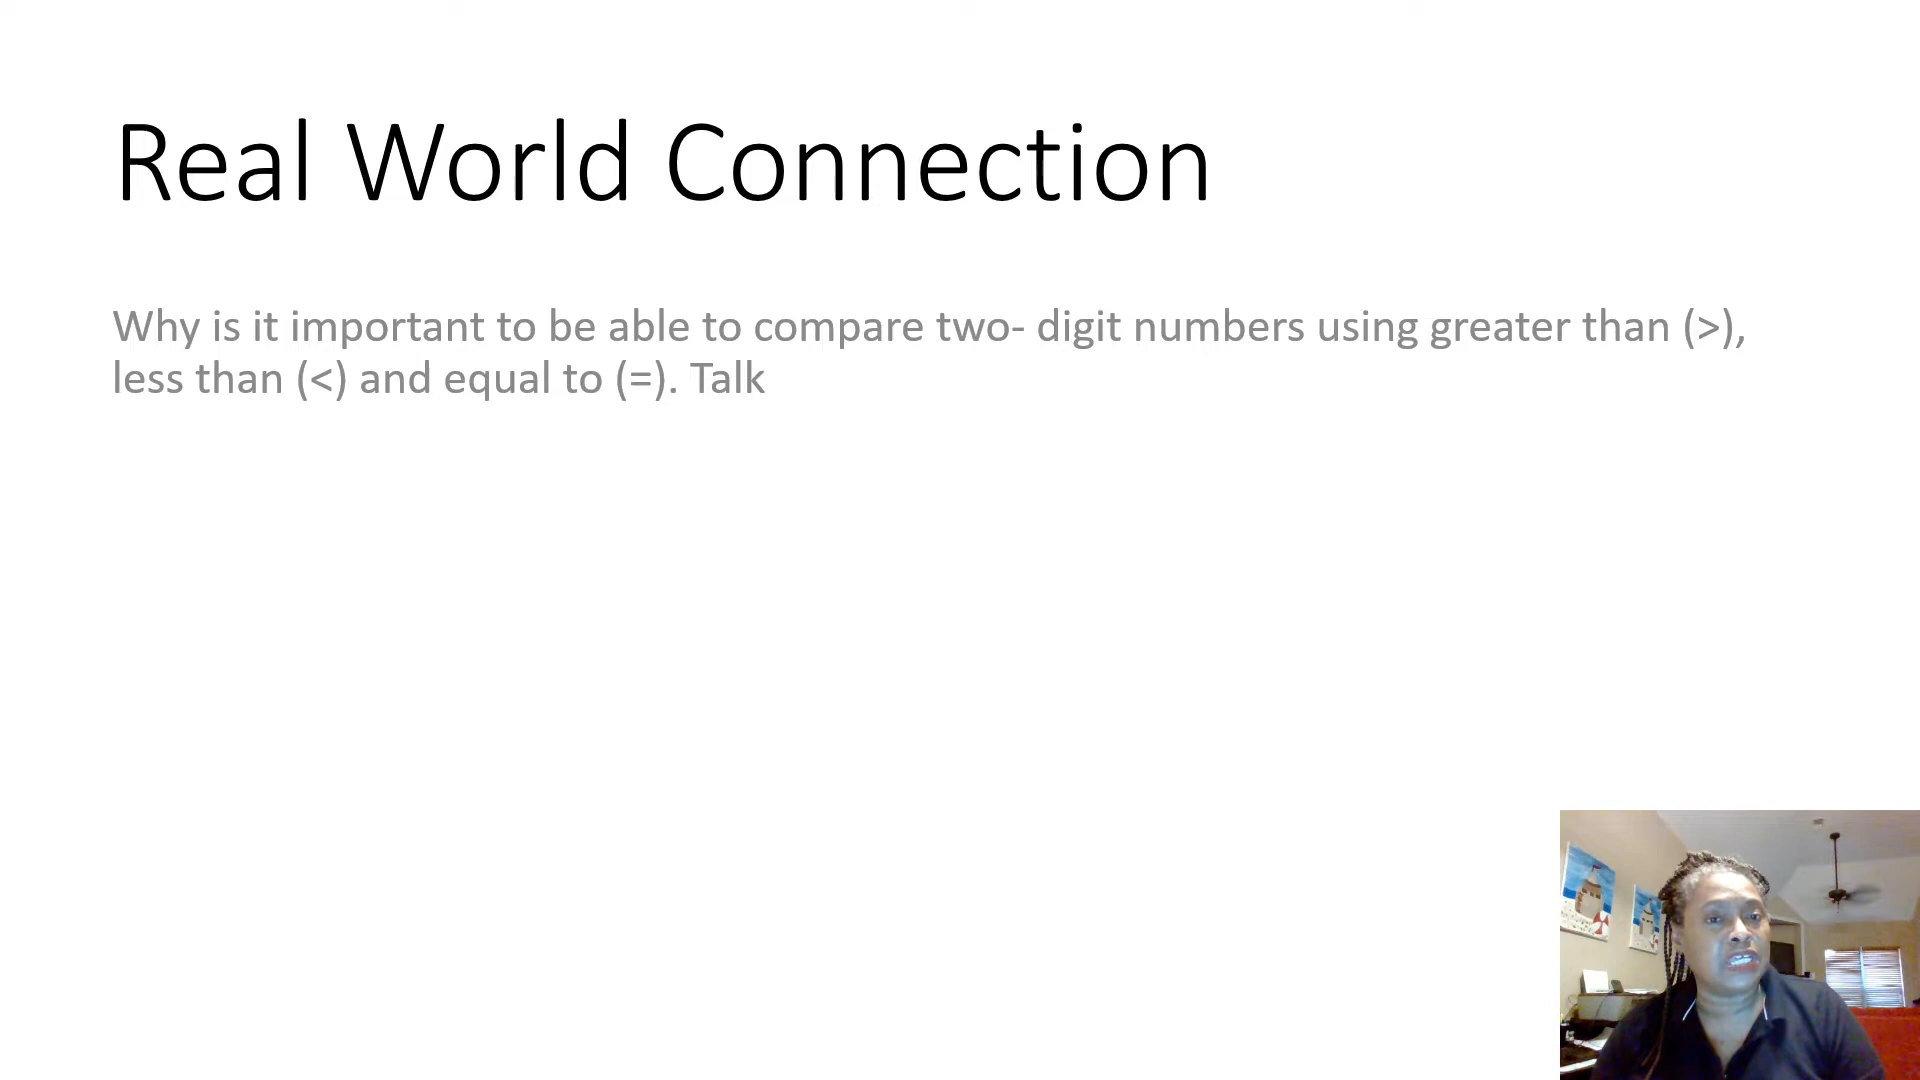 Real World Connection
Why is it important to be able to compare two- digit numbers using greater than (>),
less than (<) and equal to (=). Talk